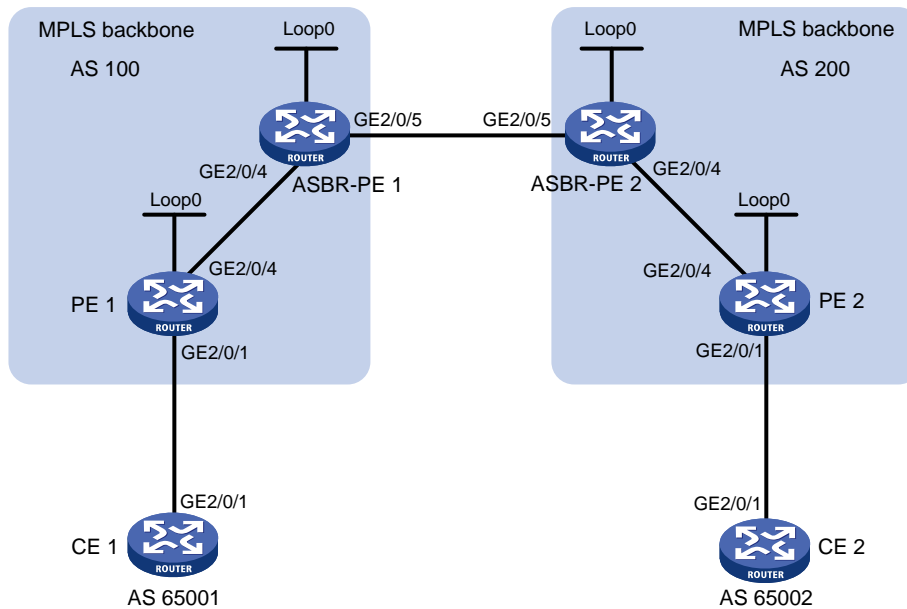 MPLS backbone
AS 100
Loop0
Loop0
MPLS backbone
AS 200
GE2/0/5
GE2/0/5
ROUTER
ROUTER
GE2/0/4
ASBR-PE 1
ASBR-PE 2
GE2/0/4
Loop0
Loop0
GE2/0/4
GE2/0/4
PE 1
ROUTER
ROUTER
PE 2
GE2/0/1
GE2/0/1
GE2/0/1
GE2/0/1
CE 1
ROUTER
ROUTER
CE 2
AS 65001
AS 65002